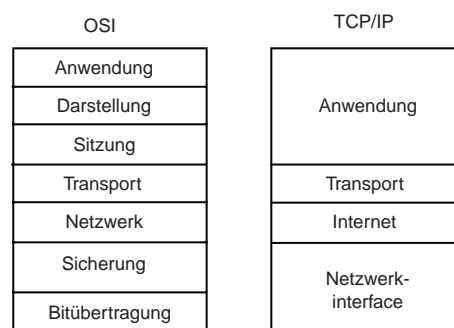 OSI
Anwendung
Darstellung
Sitzung
Transport
Netzwerk
Sicherung
Bitübertragung
TCP/IP
Anwendung
Transport
Internet
Netzwerk-
interface